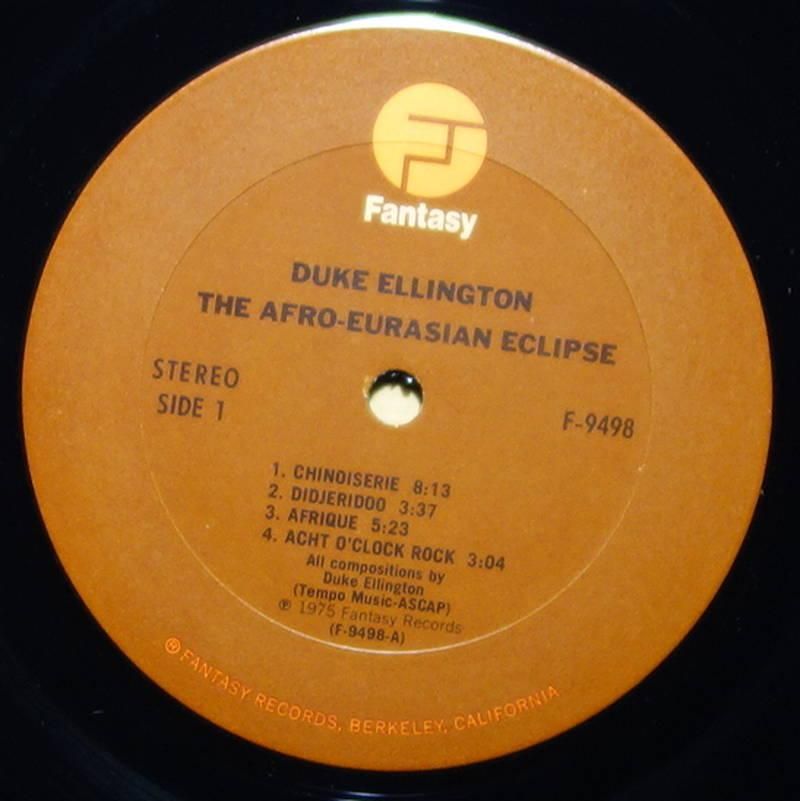 Fantasy
DUKE ELLINGTON
THE AFRO-EURASIAN ECLIPSE
STEREO
SIDE 1
F-9498
1. CHINOISERIE 8:13
2. DIDJERIDOO 3:37
3. AFRIQUE 5:23
4. ACHT O'CLOCK ROCK 3:04
All compositions by
Duke Ellington
(Tempo Music-ASCAP)
℗ 1975 Fantasy Records
(F-9498-A)
® FANTASY RECORDS, BERKELEY, CALIFORNIA